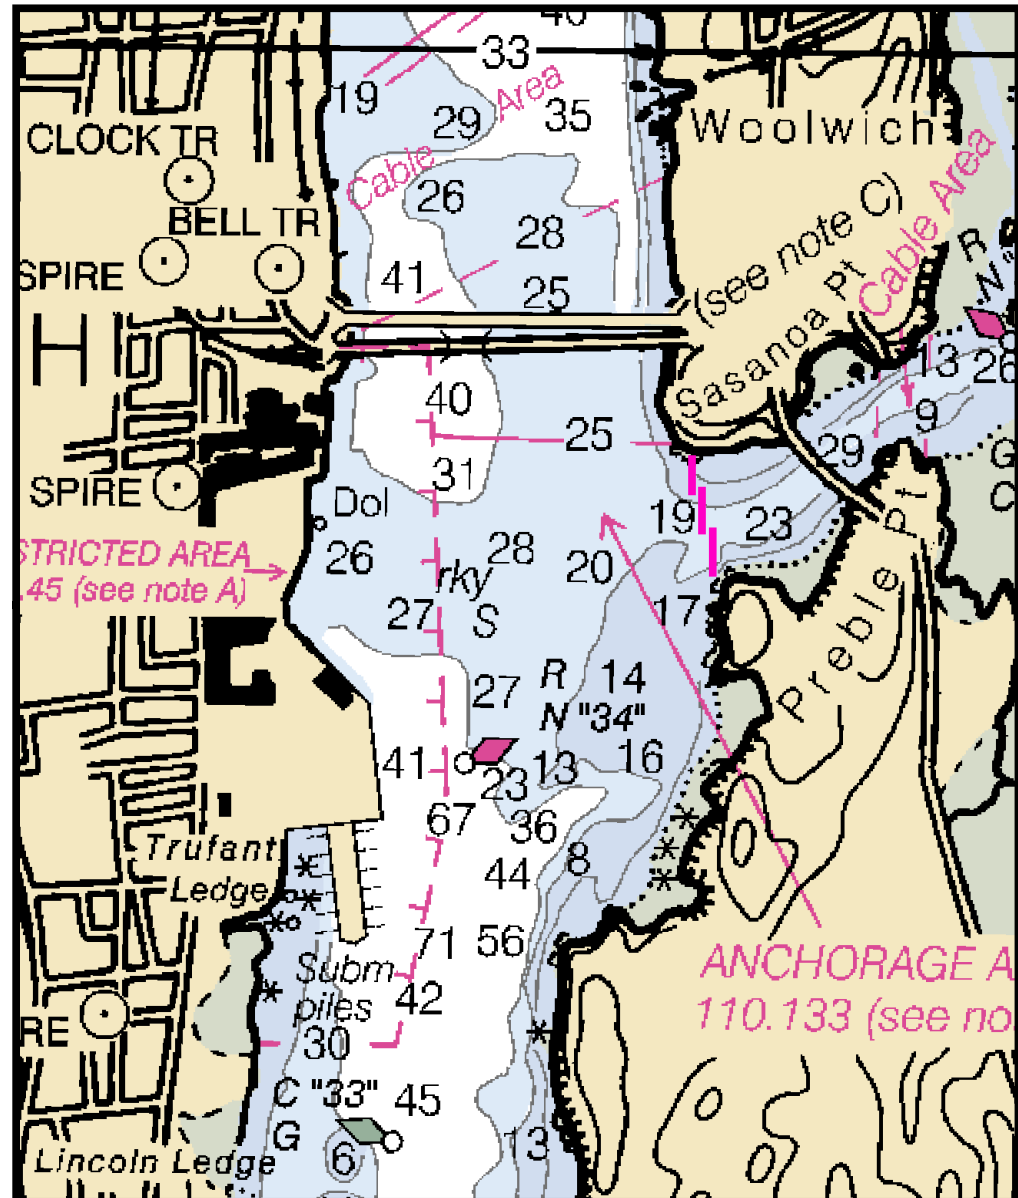 40
33
19
Area
29
35
Woolwich
CLOCK TR
Cable
26
BELL TR
28
SPIRE
41
25
(see note C)
Cable Area
R
N "
Sasanoa Pt
H
13
26
40
9
25
29
G
C
31
SPIRE
Dol
19
23
STRICTED AREA
.45 (see note A)
26
28
20
rky
27
S
17
Preble Pt
R
14
27
N "34"
41
13
16
23
67
36
Trufant
Ledge
44
8
71
56
ANCHORAGE A
Subm
piles
42
110.133 (see no
RE
30
C "33"
45
G
13
6
Lincoln Ledge